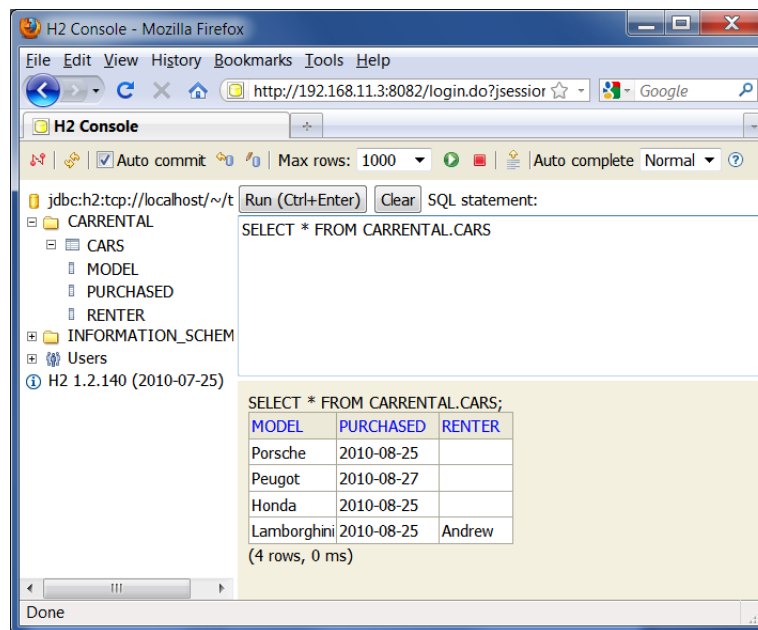 H2 Console - Mozilla Firefox
File Edit View History Bookmarks Tools Help
http://192.168.11.3:8082/login.do?jsession Google
H2 Console
Auto commit Max rows: 1000 Auto complete Normal
jdbc:h2:tcp://localhost/~/t
CARRENTAL
CARS
MODEL
PURCHASED
RENTER
INFORMATION_SCHEM
Users
H2 1.2.140 (2010-07-25)
Run (Ctrl+Enter) Clear SQL statement:
SELECT * FROM CARRENTAL.CARS
SELECT * FROM CARRENTAL.CARS;
MODEL PURCHASED RENTER
Porsche 2010-08-25
Peugot 2010-08-27
Honda 2010-08-25
Lamborghini 2010-08-25 Andrew
(4 rows, 0 ms)
Done